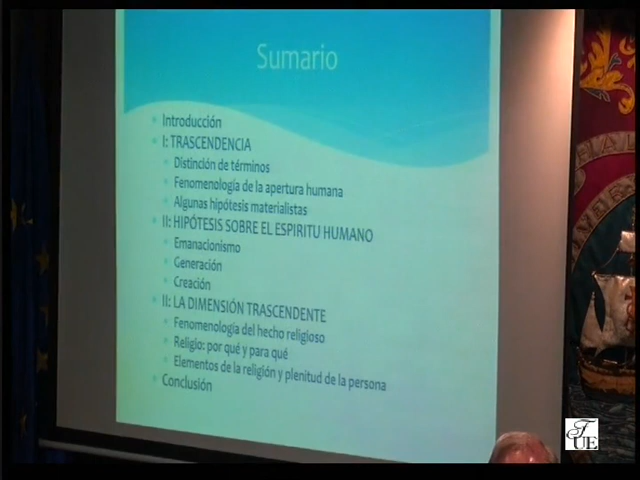 Sumario
Introducción
I: TRASCENDENCIA
Distinción de términos
Fenomenología de la apertura humana
Algunas hipótesis materialistas
II: HIPÓTESIS SOBRE EL ESPIRITU HUMANO
Emanacionismo
Generación
Creación
II: LA DIMENSIÓN TRASCENDENTE
Fenomenología del hecho religioso
Religio: por qué y para qué
Elementos de la religión y plenitud de la persona
Conclusión
FUE